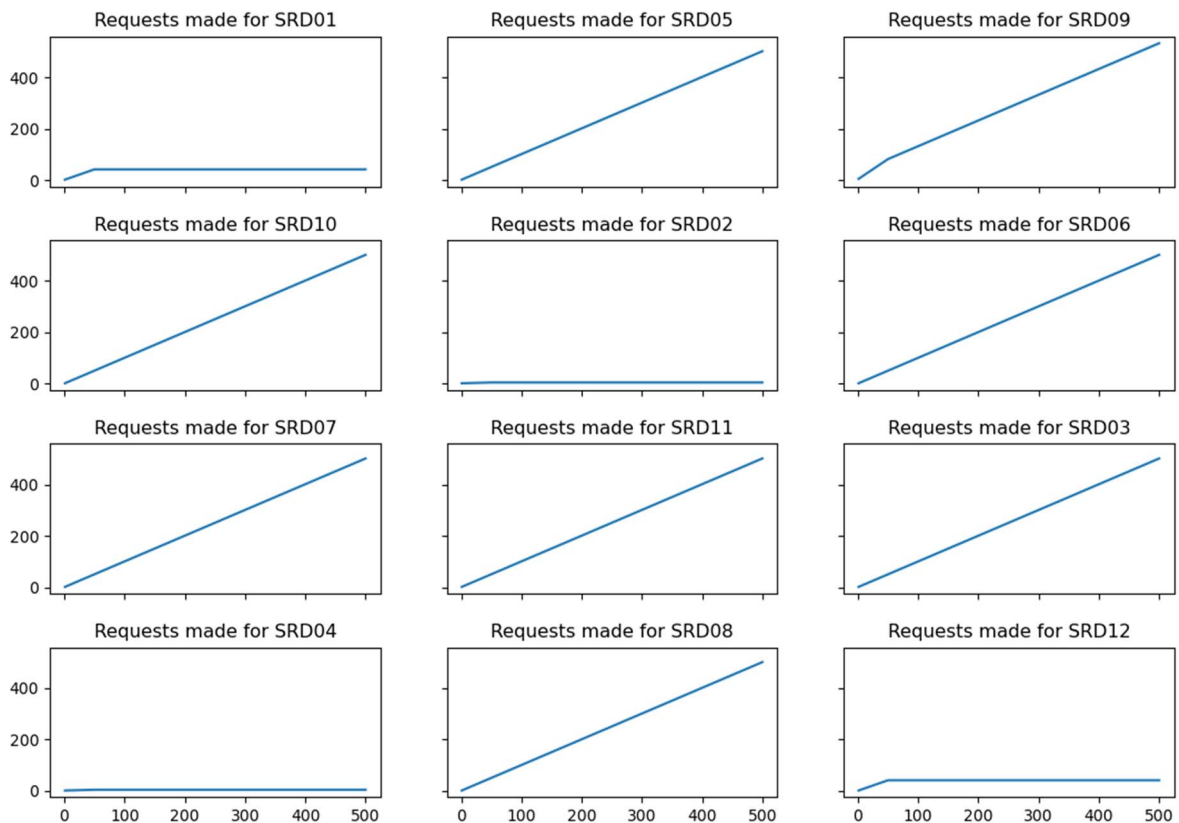 Requests made for SRD01
Requests made for SRD05
Requests made for SRD09
400
200
0
Requests made for SRD10
Requests made for SRD02
Requests made for SRD06
400
200
0
Requests made for SRD07
Requests made for SRD11
Requests made for SRD03
400
200
0
Requests made for SRD04
Requests made for SRD08
Requests made for SRD12
400
200
0
0 100 200 300 400 500
0 100 200 300 400 500
0 100 200 300 400 500